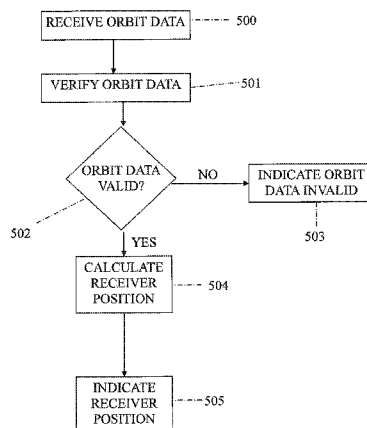 RECEIVE ORBIT DATA
500
VERIFY ORBIT DATA
501
ORBIT DATA
VALID?
NO
INDICATE ORBIT
DATA INVALID
502
503
YES
CALCULATE
RECEIVER
POSITION
504
INDICATE
RECEIVER
POSITION
505